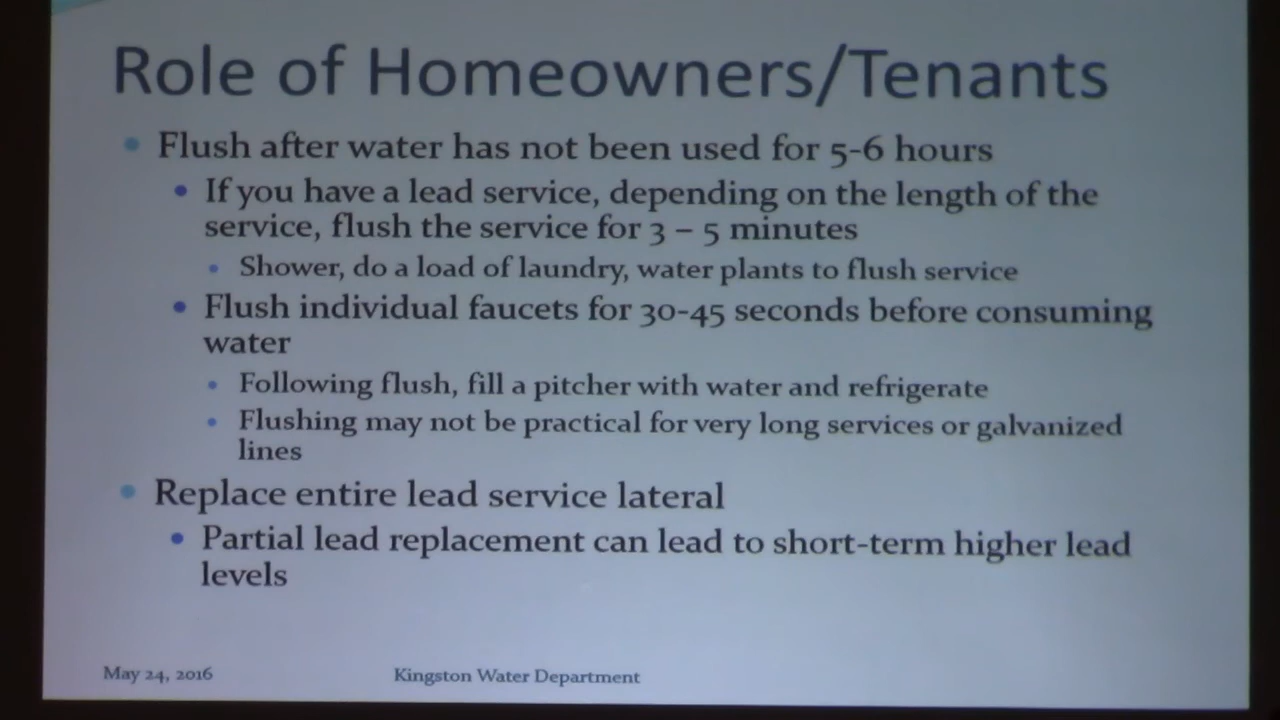 Role of Homeowners/Tenants
• Flush after water has not been used for 5-6 hours
• If you have a lead service, depending on the length of the
service, flush the service for 3 – 5 minutes
• Shower, do a load of laundry, water plants to flush service
• Flush individual faucets for 30-45 seconds before consuming
water
• Following flush, fill a pitcher with water and refrigerate
• Flushing may not be practical for very long services or galvanized
lines
• Replace entire lead service lateral
• Partial lead replacement can lead to short-term higher lead
levels
May 24, 2016
Kingston Water Department